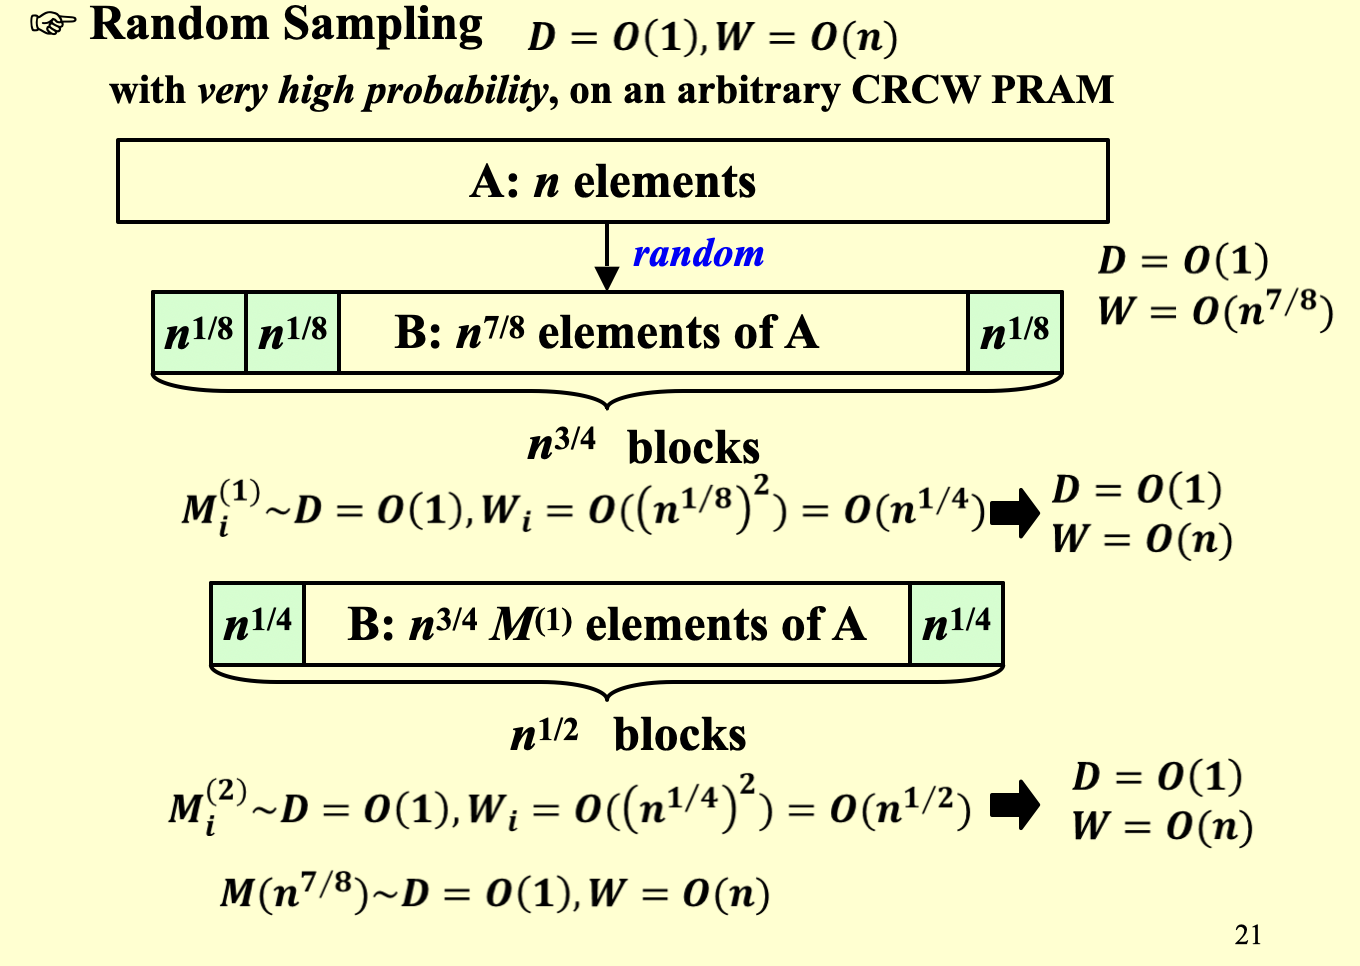 ☞ Random Sampling D = O(1), W = O(n)
with very high probability, on an arbitrary CRCW PRAM
A: n elements
random
D = O(1)
W = O(n^{7/8})
n^{1/8} n^{1/8} B: n^{7/8} elements of A n^{1/8}
n^{3/4} blocks
M_i^{(1)}~D = O(1), W_i = O((n^{1/8})^2) = O(n^{1/4})
D = O(1)
W = O(n)
n^{1/4} B: n^{3/4} M^{(1)} elements of A n^{1/4}
n^{1/2} blocks
M_i^{(2)}~D = O(1), W_i = O((n^{1/4})^2) = O(n^{1/2})
D = O(1)
W = O(n)
M(n^{7/8})~D = O(1), W = O(n)
21